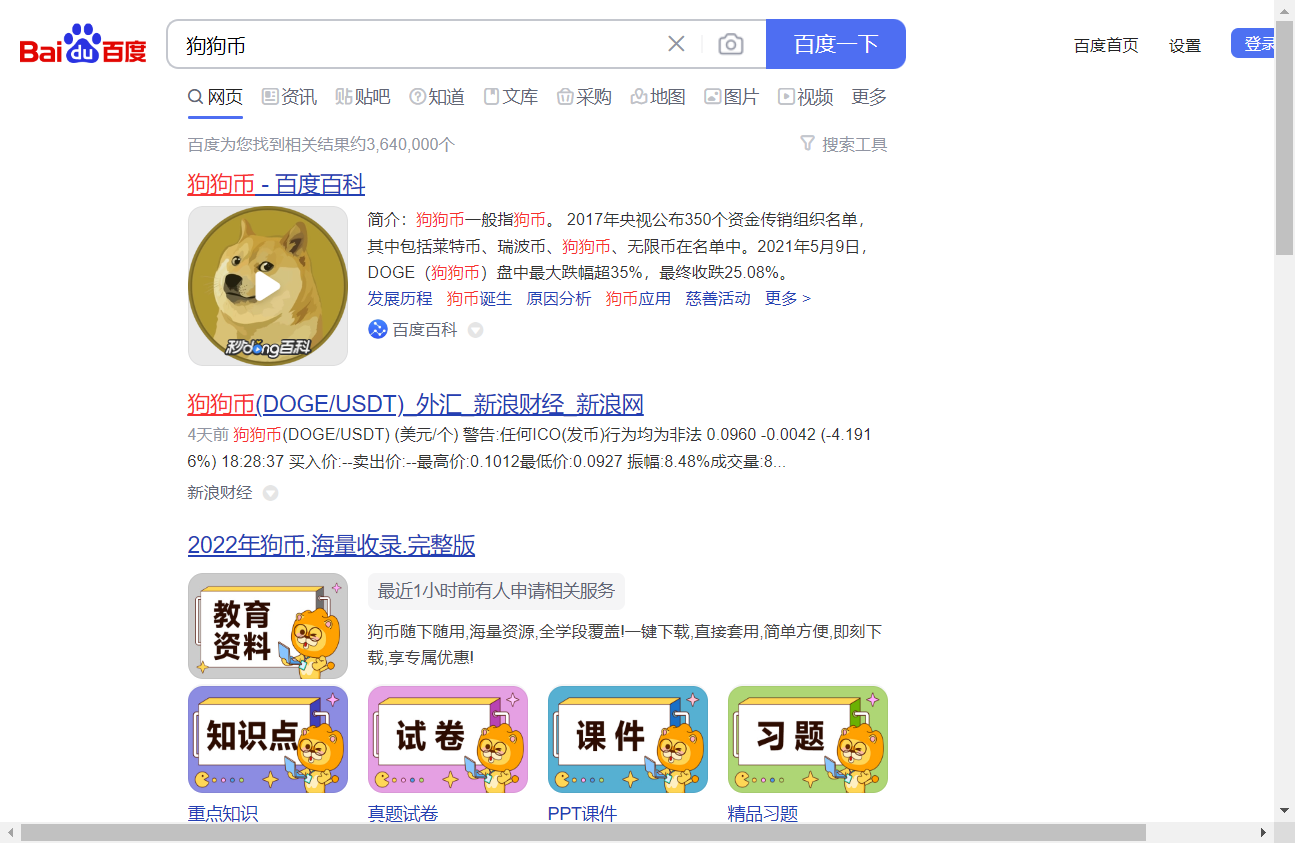 Bai du 百度
狗狗币
百度一下
百度首页 设置 登录
网页 资讯 贴吧 知道 文库 采购 地图 图片 视频 更多
百度为您找到相关结果约3,640,000个
搜索工具
狗狗币 - 百度百科
简介：狗狗币一般指狗币。 2017年央视公布350个资金传销组织名单，
其中包括莱特币、瑞波币、狗狗币、无限币在名单中。2021年5月9日，
DOGE（狗狗币）盘中最大跌幅超35%，最终收跌25.08%。
发展历程 狗币诞生 原因分析 狗币应用 慈善活动 更多 >
秒dong百科
百度百科
狗狗币(DOGE/USDT)_外汇_新浪财经_新浪网
4天前 狗狗币(DOGE/USDT) (美元/个) 警告:任何ICO(发币)行为均为非法 0.0960 -0.0042 (-4.191
6%) 18:28:37 买入价:--卖出价:--最高价:0.1012最低价:0.0927 振幅:8.48%成交量:8...
新浪财经
2022年狗币,海量收录.完整版
教育
资料
最近1小时前有人申请相关服务
狗币随下随用,海量资源,全学段覆盖!一键下载,直接套用,简单方便,即刻下
载,享专属优惠!
知识点 试卷 课件 习题
重点知识 真题试卷 PPT课件 精品习题